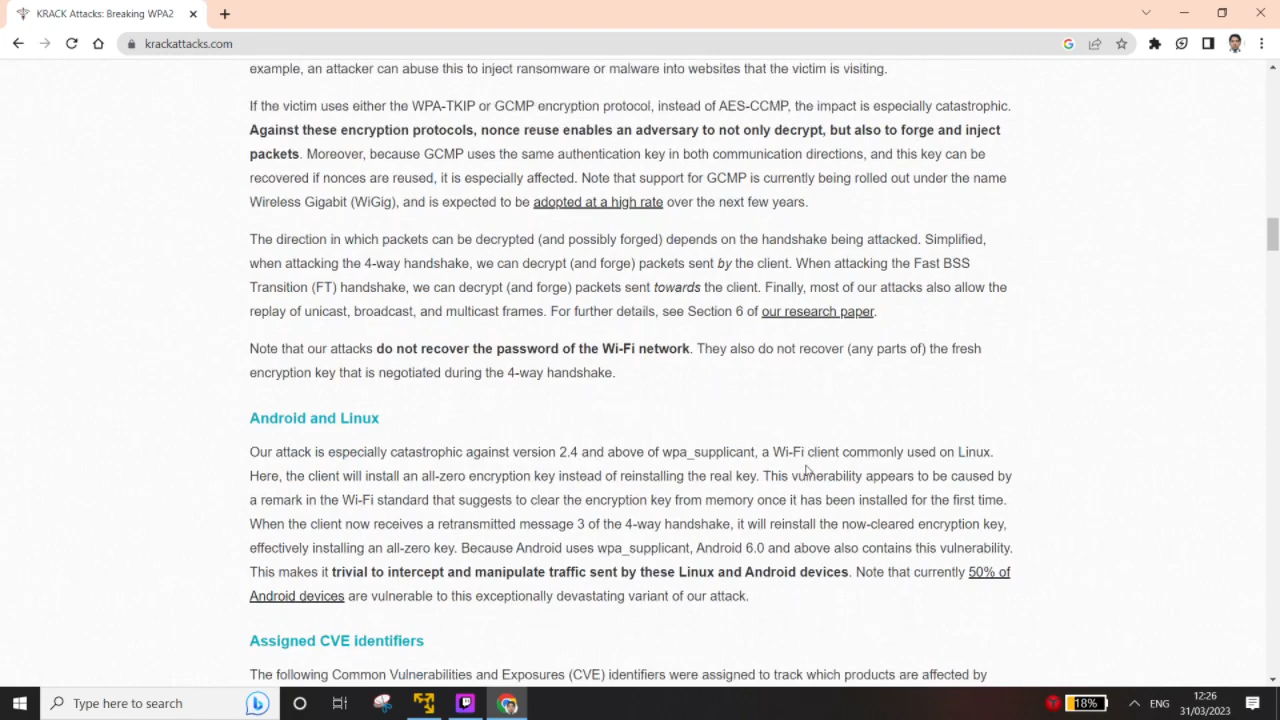 KRACK Attacks: Breaking WPA2
krackattacks.com
example, an attacker can abuse this to inject ransomware or malware into websites that the victim is visiting.
If the victim uses either the WPA-TKIP or GCMP encryption protocol, instead of AES-CCMP, the impact is especially catastrophic.
Against these encryption protocols, nonce reuse enables an adversary to not only decrypt, but also to forge and inject
packets. Moreover, because GCMP uses the same authentication key in both communication directions, and this key can be
recovered if nonces are reused, it is especially affected. Note that support for GCMP is currently being rolled out under the name
Wireless Gigabit (WiGig), and is expected to be adopted at a high rate over the next few years.
The direction in which packets can be decrypted (and possibly forged) depends on the handshake being attacked. Simplified,
when attacking the 4-way handshake, we can decrypt (and forge) packets sent by the client. When attacking the Fast BSS
Transition (FT) handshake, we can decrypt (and forge) packets sent towards the client. Finally, most of our attacks also allow the
replay of unicast, broadcast, and multicast frames. For further details, see Section 6 of our research paper.
Note that our attacks do not recover the password of the Wi-Fi network. They also do not recover (any parts of) the fresh
encryption key that is negotiated during the 4-way handshake.
Android and Linux
Our attack is especially catastrophic against version 2.4 and above of wpa_supplicant, a Wi-Fi client commonly used on Linux.
Here, the client will install an all-zero encryption key instead of reinstalling the real key. This vulnerability appears to be caused by
a remark in the Wi-Fi standard that suggests to clear the encryption key from memory once it has been installed for the first time.
When the client now receives a retransmitted message 3 of the 4-way handshake, it will reinstall the now-cleared encryption key,
effectively installing an all-zero key. Because Android uses wpa_supplicant, Android 6.0 and above also contains this vulnerability.
This makes it trivial to intercept and manipulate traffic sent by these Linux and Android devices. Note that currently 50% of
Android devices are vulnerable to this exceptionally devastating variant of our attack.
Assigned CVE identifiers
The following Common Vulnerabilities and Exposures (CVE) identifiers were assigned to track which products are affected by
Type here to search
18%
ENG
12:26
31/03/2023